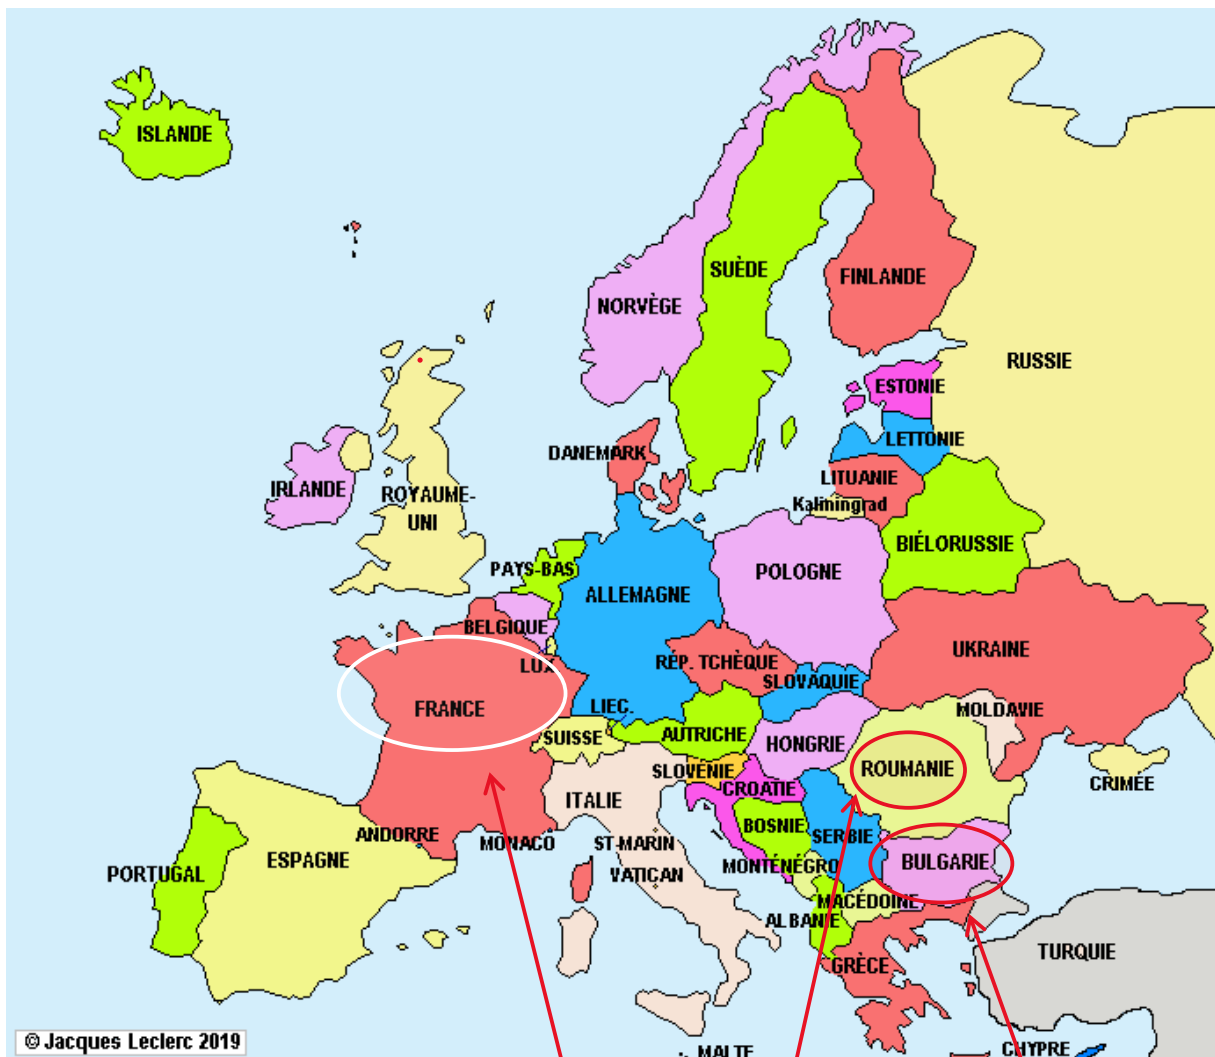 ISLANDE
SUÈDE
FINLANDE
NORVÈGE
RUSSIE
ESTONIE
LETTONIE
DANEMARK
LITUANIE
IRLANDE
ROYAUME-
UNI
Kaliningrad
BIÉLORUSSIE
PAYS-BAS
POLOGNE
ALLEMAGNE
BELGIQUE
UKRAINE
LUX
RÉP. TCHÈQUE
SLOVAQUIE
FRANCE
LIEC.
MOLDAVIE
SUISSE
AUTRICHE
HONGRIE
SLOVÉNIE
ROUMANIE
CRIMÉE
CROATIE
ITALIE
BOSNIE
SERBIE
ANDORRE
MONACO
ST-MARIN
ESPAGNE
MONTÉNÉGRO
BULGARIE
PORTUGAL
VATICAN
MACÉDOINE
ALBANIE
TURQUIE
GRÈCE
© Jacques Leclerc 2019
MALTE
CHYPRE